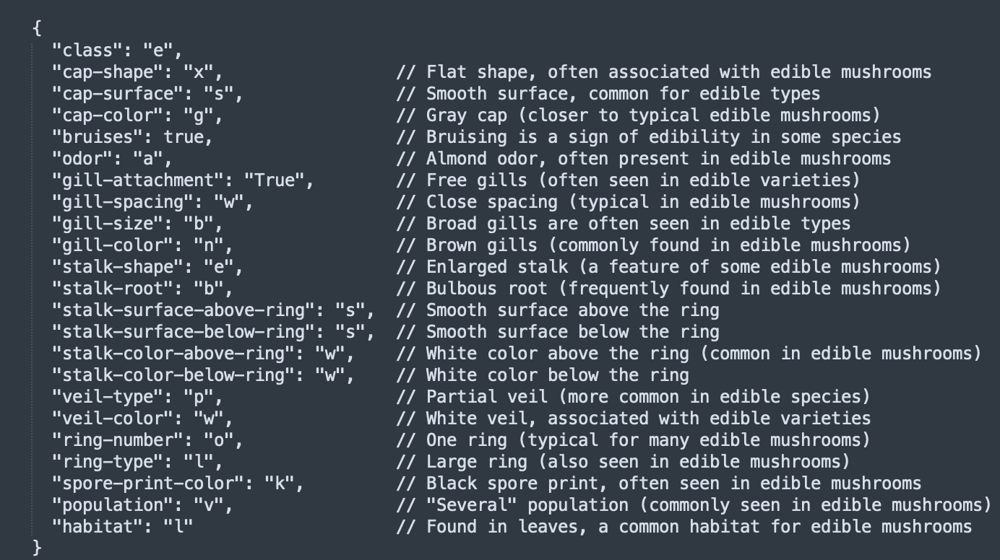 {
"class": "e",
"cap-shape": "x", // Flat shape, often associated with edible mushrooms
"cap-surface": "s", // Smooth surface, common for edible types
"cap-color": "g", // Gray cap (closer to typical edible mushrooms)
"bruises": true, // Bruising is a sign of edibility in some species
"odor": "a", // Almond odor, often present in edible mushrooms
"gill-attachment": "True", // Free gills (often seen in edible varieties)
"gill-spacing": "w", // Close spacing (typical in edible mushrooms)
"gill-size": "b", // Broad gills are often seen in edible types
"gill-color": "n", // Brown gills (commonly found in edible mushrooms)
"stalk-shape": "e", // Enlarged stalk (a feature of some edible mushrooms)
"stalk-root": "b", // Bulbous root (frequently found in edible mushrooms)
"stalk-surface-above-ring": "s", // Smooth surface above the ring
"stalk-surface-below-ring": "s", // Smooth surface below the ring
"stalk-color-above-ring": "w", // White color above the ring (common in edible mushrooms)
"stalk-color-below-ring": "w", // White color below the ring
"veil-type": "p", // Partial veil (more common in edible species)
"veil-color": "w", // White veil, associated with edible varieties
"ring-number": "o", // One ring (typical for many edible mushrooms)
"ring-type": "l", // Large ring (also seen in edible mushrooms)
"spore-print-color": "k", // Black spore print, often seen in edible mushrooms
"population": "v", // "Several" population (commonly seen in edible mushrooms)
"habitat": "l" // Found in leaves, a common habitat for edible mushrooms
}